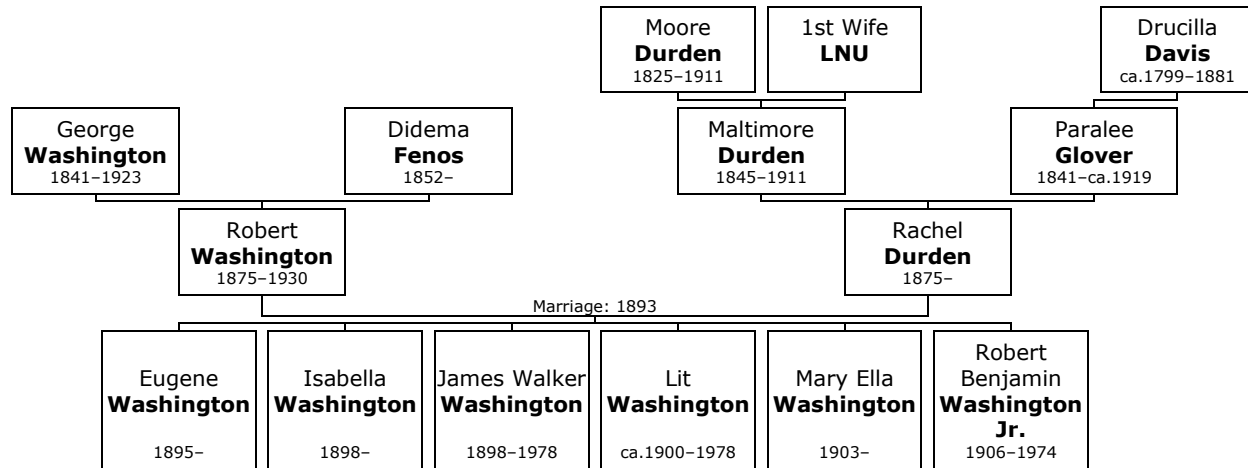 Moore
Durden
1825–1911
1st Wife
LNU
Drucilla
Davis
ca.1799–1881
George
Washington
1841–1923
Didema
Fenos
1852–
Maltimore
Durden
1845–1911
Paralee
Glover
1841–ca.1919
Robert
Washington
1875–1930
Rachel
Durden
1875–
Marriage: 1893
Eugene
Washington
1895–
Isabella
Washington
1898–
James Walker
Washington
1898–1978
Lit
Washington
ca.1900–1978
Mary Ella
Washington
1903–
Robert
Benjamin
Washington
Jr.
1906–1974